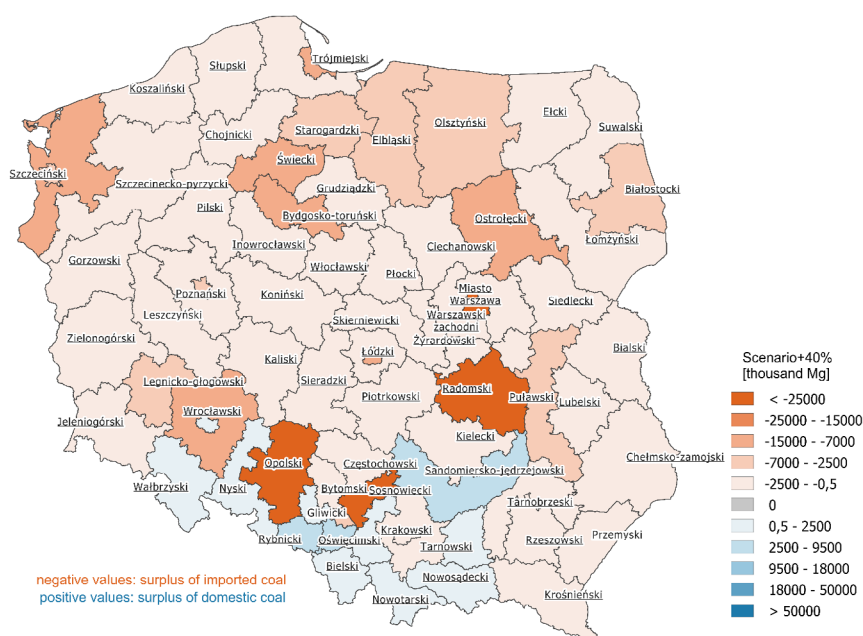 Trójmiejski
Słupski
Koszaliński
Ełcki
Suwalski
Chojnicki
Starogardzki
Olsztyński
Elbląski
Szczeciński
Świecki
Szczecinecko-pyrzycki
Grudziądzki
Białostocki
Pilski
Bydgosko-toruński
Ostrołęcki
Łomżyński
Inowrocławski
Ciechanowski
Gorzowski
Włocławski
Płocki
Poznański
Koniński
Miasto
Warszawa
Siedlecki
Leszczyński
Skierniewicki
Warszawski
zachodni
Zielonogórski
Żyrardowski
Bialski
Łódzki
Kaliski
Legnicko-głogowski
Sieradzki
Radomski
Piotrkowski
Puławski
Lubelski
Wrocławski
Jeleniogórski
Kielecki
Chełmsko-zamojski
Opolski
Częstochowski
Sandomiersko-jędrzejowski
Wałbrzyski
Nyski
Bytomski
Sosnowiecki
Tarnobrzeski
Gliwicki
Krakowski
Przemyski
Rybnicki
Oświęcimski
Tarnowski
Rzeszowski
Bielski
Nowosądecki
Krośnieński
Nowotarski
Scenario+40%
[thousand Mg]
< -25000
-25000 - -15000
-15000 - -7000
-7000 - -2500
-2500 - -0,5
0
0,5 - 2500
2500 - 9500
9500 - 18000
18000 - 50000
> 50000
negative values: surplus of imported coal
positive values: surplus of domestic coal